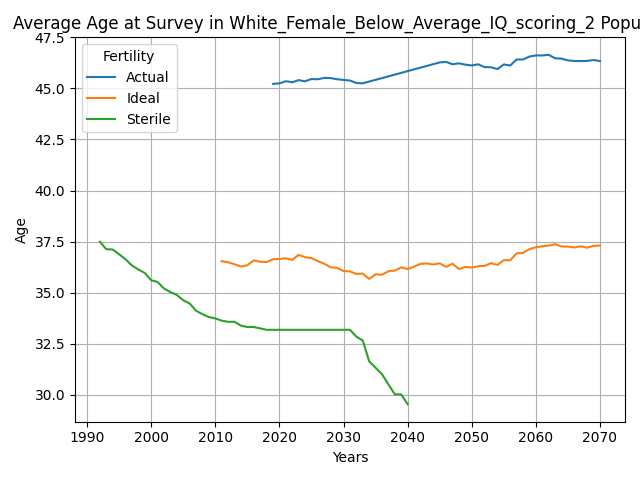 Average Age at Survey in White_Female_Below_Average_IQ_scoring_2 Popu
Fertility
Actual
Ideal
Sterile
Age
47.5
45.0
42.5
40.0
37.5
35.0
32.5
30.0
1990 2000 2010 2020 2030 2040 2050 2060 2070
Years